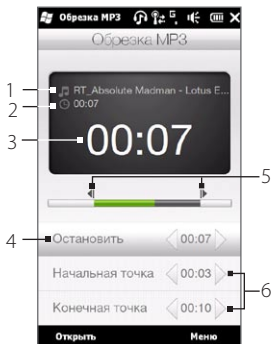 Обрезка MP3
Обрезка MP3
1
RT_Absolute Madman - Lotus E...
2
00:07
3
00:07
5
4
Остановить
00:07
Начальная точка
00:03
6
Конечная точка
00:10
Открыть
Меню